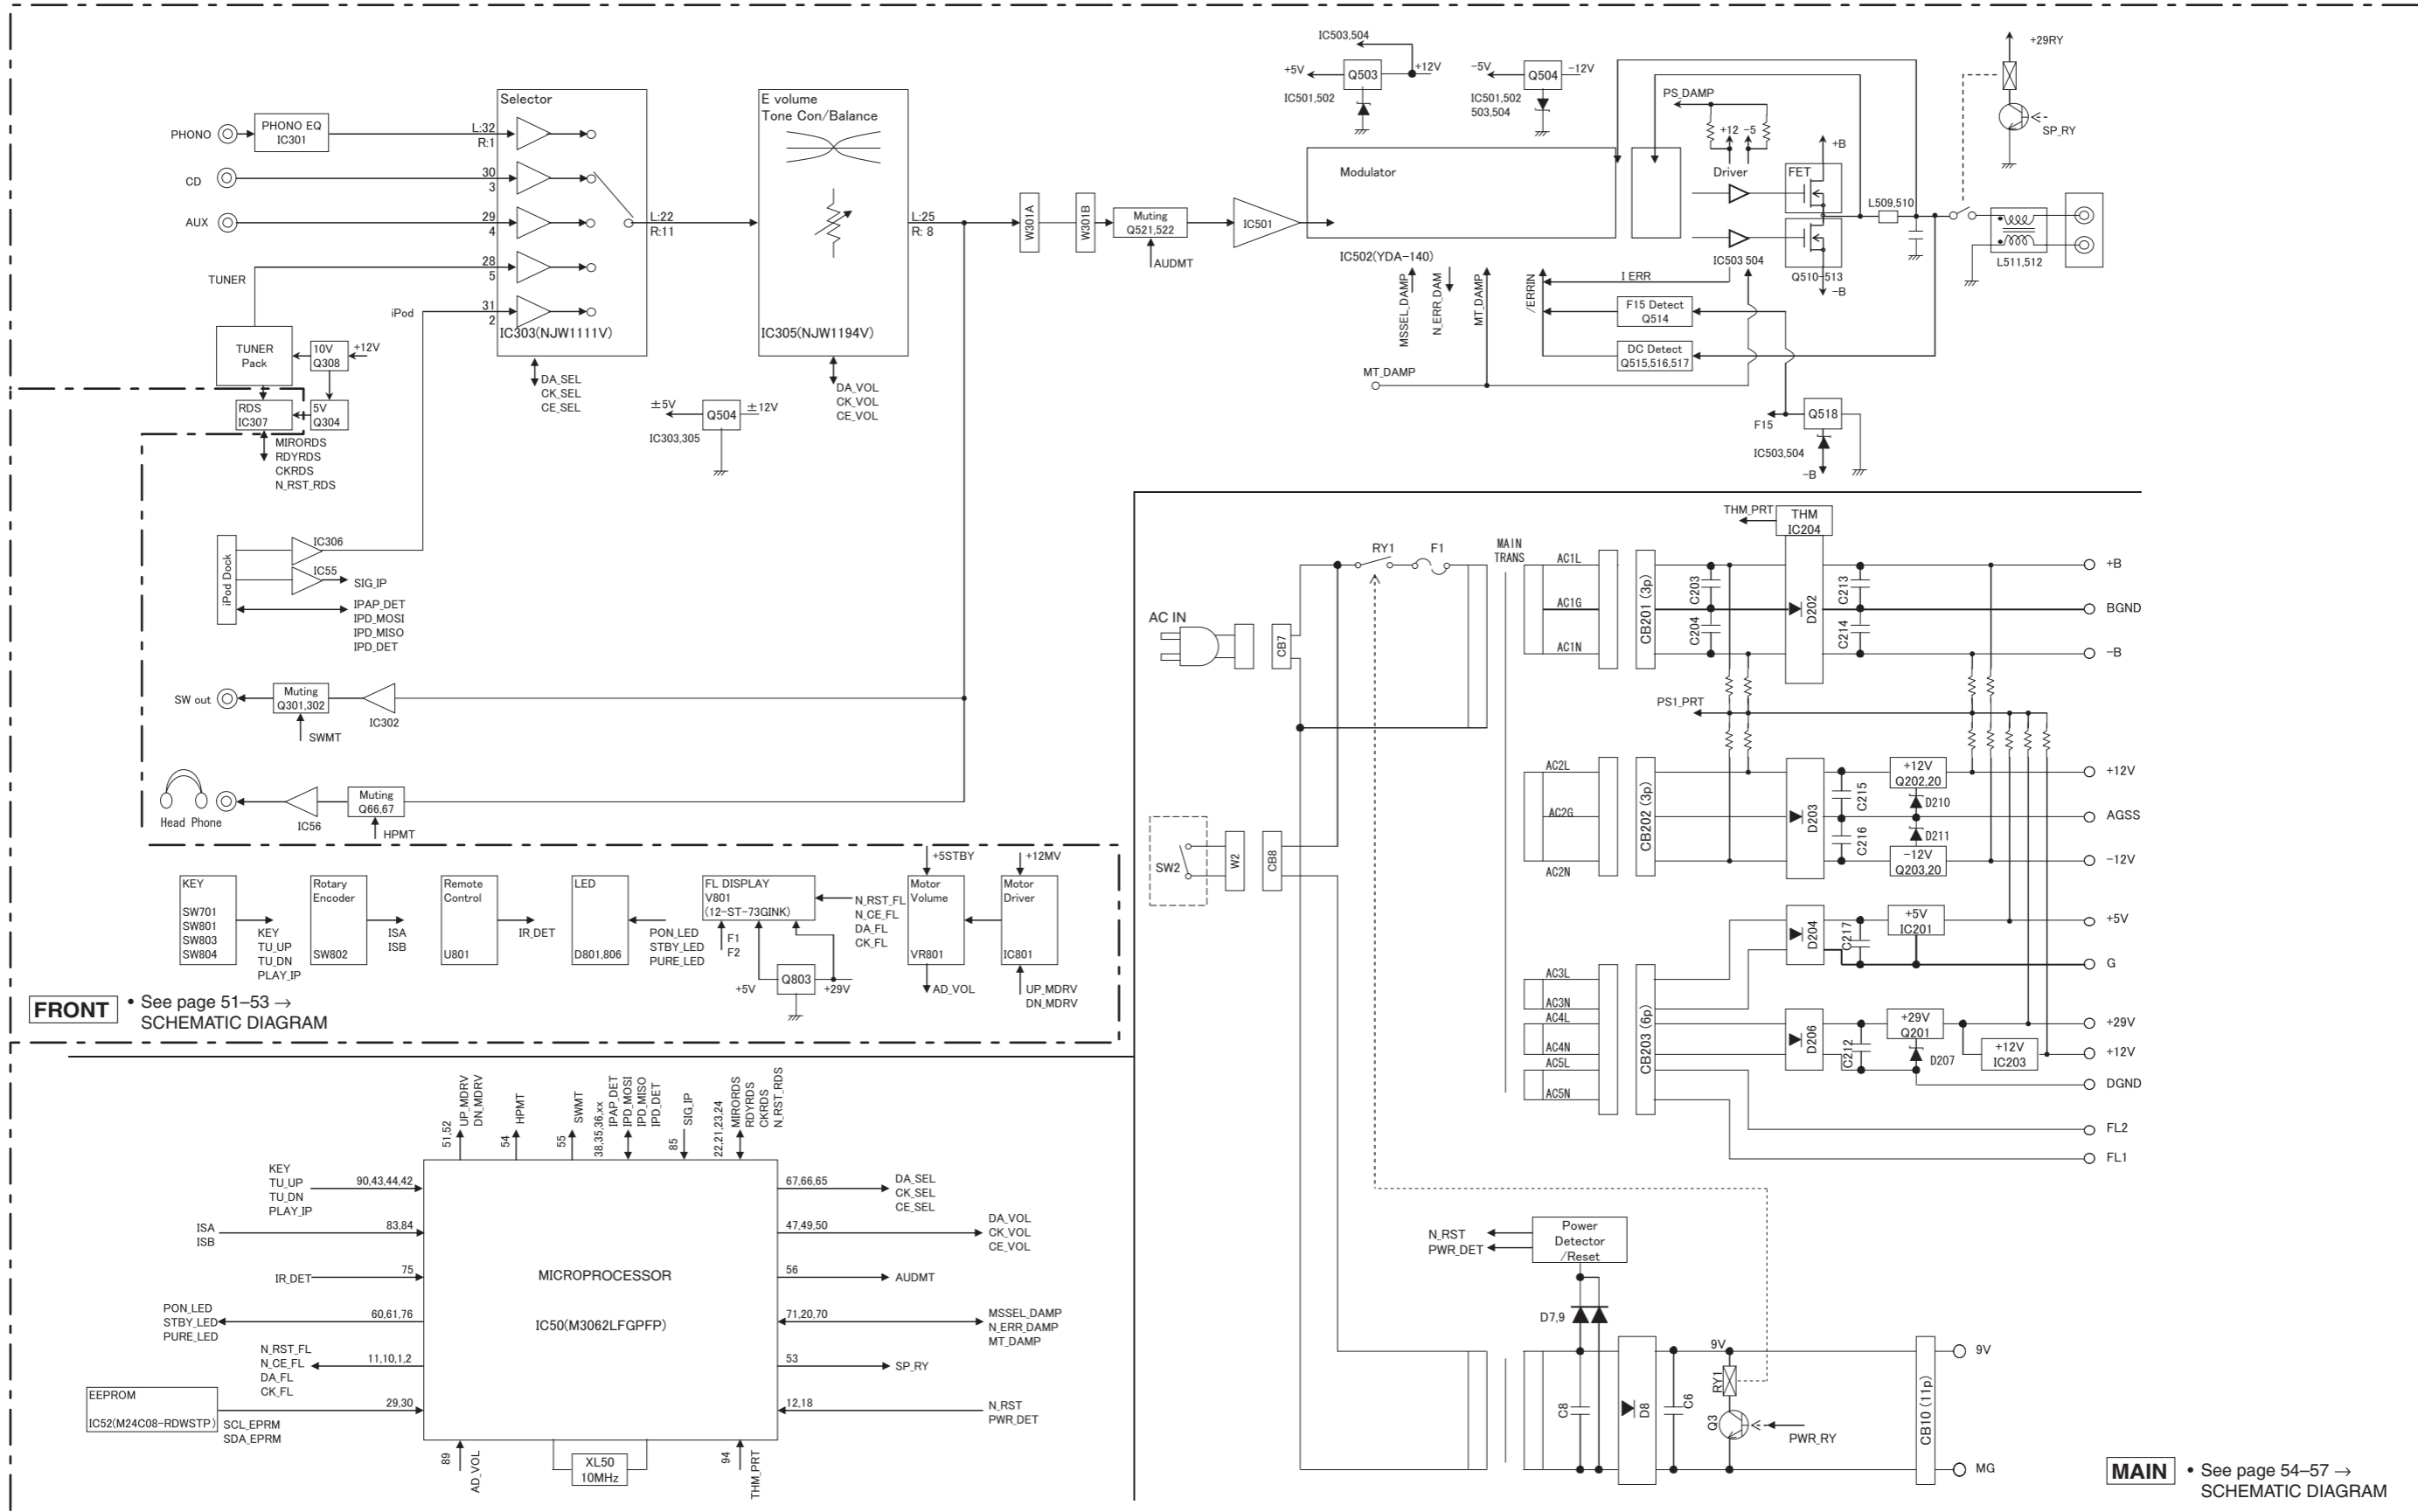 PHONO
PHONO EQ
IC301
L:32
R:1
CD
30
3
AUX
29
4
TUNER
28
5
iPod
31
2
Selector
IC303(NJW1111V)
DA_SEL
CK_SEL
CE_SEL
L:22
R:11
E volume
Tone Con/Balance
IC305(NJW1194V)
DA_VOL
CK_VOL
CE_VOL
L:25
R: 8
TUNER
Pack
10V
Q308
+12V
RDS
IC307
5V
Q304
MIRORDS
RDYRDS
CKRDS
N_RST_RDS
±5V
Q504
±12V
IC303,305
W301A
W301B
Muting
Q521,522
AUDMT
IC501
Modulator
IC502(YDA-140)
IC503,504
+5V
Q503
+12V
IC501,502
-5V
Q504
-12V
IC501,502
503,504
PS_DAMP
+12 -5
Driver
IC503 504
FET
+B
Q510-513
-B
L509,510
+29RY
SP_RY
L511,512
MSSEL_DAMP
N_ERR_DAM
MT_DAMP
/ERRIN
I ERR
F15 Detect
Q514
DC Detect
Q515,516,517
MT_DAMP
F15
Q518
IC503,504
-B
iPod Dock
IC306
IC55
SIG_IP
IPAP_DET
IPD_MOSI
IPD_MISO
IPD_DET
SW out
Muting
Q301,302
IC302
SWMT
Head Phone
IC56
Muting
Q66,67
HPMT
KEY
SW701
SW801
SW803
SW804
KEY
TU_UP
TU_DN
PLAY_IP
Rotary
Encoder
SW802
ISA
ISB
Remote
Control
U801
IR_DET
LED
D801,806
PON_LED
STBY_LED
PURE_LED
FL DISPLAY
V801
(12-ST-73GINK)
F1
F2
N_RST_FL
N_CE_FL
DA_FL
CK_FL
+5V
Q803
+29V
+5STBY
Motor
Volume
VR801
AD_VOL
+12MV
Motor
Driver
IC801
UP_MDRV
DN_MDRV
FRONT
• See page 51–53 →
SCHEMATIC DIAGRAM
AC IN
CB7
RY1
F1
MAIN
TRANS
SW2
W2
CB8
AC1L
AC1G
AC1N
CB201 (3p)
C203
C204
THM_PRT
THM
IC204
D202
C213
C214
+B
BGND
-B
PS1_PRT
AC2L
AC2G
AC2N
CB202 (3p)
D203
C215
C216
+12V
Q202,20
D210
D211
-12V
Q203,20
+12V
AGSS
-12V
AC3L
AC3N
AC4L
AC4N
AC5L
AC5N
CB203 (6p)
D204
C217
+5V
IC201
+5V
G
D206
C212
+29V
Q201
D207
+12V
IC203
+29V
+12V
DGND
FL2
FL1
N_RST
PWR_DET
Power
Detector
/Reset
D7,9
C8
D8
C6
9V
RY1
Q3
PWR_RY
CB10 (11p)
9V
MG
MAIN
• See page 54–57 →
SCHEMATIC DIAGRAM
51,52
UP_MDRV
DN_MDRV
54
HPMT
55
SWMT
38,35,36,xx
IPAP_DET
IPD_MOSI
IPD_MISO
IPD_DET
85
SIG_IP
22,21,23,24
MIRORDS
RDYRDS
CKRDS
N_RST_RDS
KEY
TU_UP
TU_DN
PLAY_IP
90,43,44,42
ISA
ISB
83,84
IR_DET
75
PON_LED
STBY_LED
PURE_LED
60,61,76
N_RST_FL
N_CE_FL
DA_FL
CK_FL
11,10,1,2
EEPROM
IC52(M24C08-RDWSTP)
29,30
SCL_EPRM
SDA_EPRM
MICROPROCESSOR
IC50(M3062LFGPFP)
67,66,65
DA_SEL
CK_SEL
CE_SEL
47,49,50
DA_VOL
CK_VOL
CE_VOL
56
AUDMT
71,20,70
MSSEL_DAMP
N_ERR_DAMP
MT_DAMP
53
SP_RY
12,18
N_RST
PWR_DET
89
AD_VOL
XL50
10MHz
94
THM_PRT